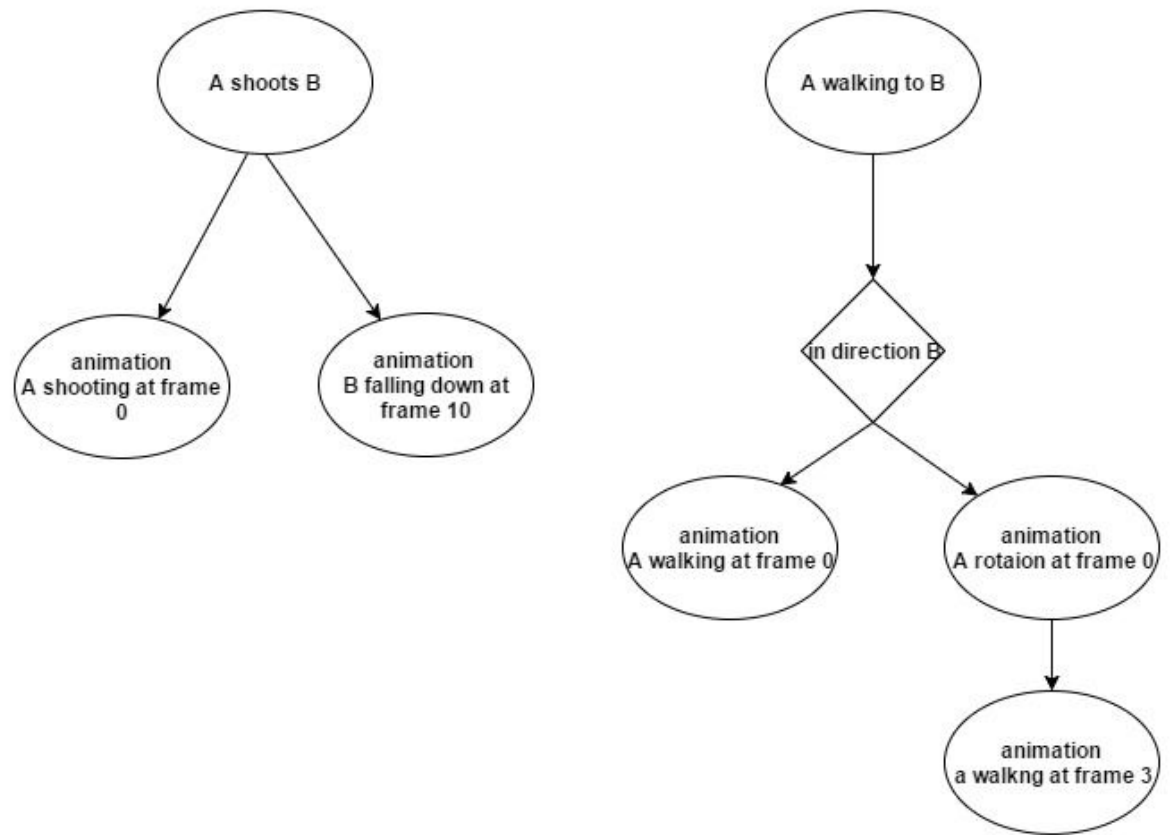 A shoots B
A walking to B
animation
A shooting at frame
0
animation
B falling down at
frame 10
in direction B
animation
A walking at frame 0
animation
A rotaion at frame 0
animation
a walkng at frame 3